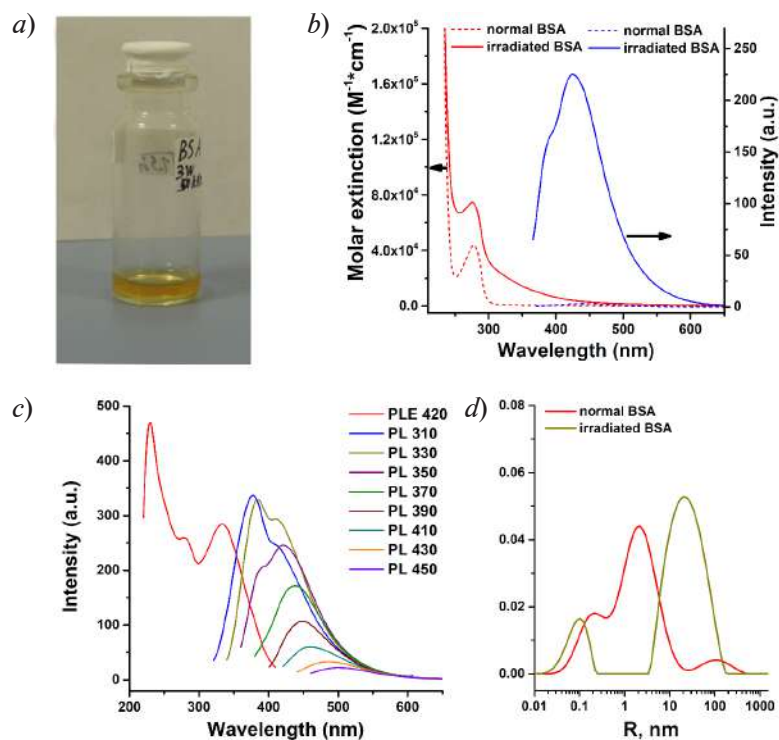 a)
BSA
3W
b)
normal BSA
irradiated BSA
normal BSA
irradiated BSA
Molar extinction (M⁻¹*cm⁻¹)
2.0x10⁵
1.6x10⁵
1.2x10⁵
8.0x10⁴
4.0x10⁴
0.0
Intensity (a.u.)
250
200
150
100
50
0
300
400
500
600
Wavelength (nm)
c)
Intensity (a.u.)
500
400
300
200
100
0
PLE 420
PL 310
PL 330
PL 350
PL 370
PL 390
PL 410
PL 430
PL 450
200
300
400
500
600
Wavelength (nm)
d)
normal BSA
irradiated BSA
0.08
0.06
0.04
0.02
0.00
0.01
0.1
1
10
100
1000
R, nm